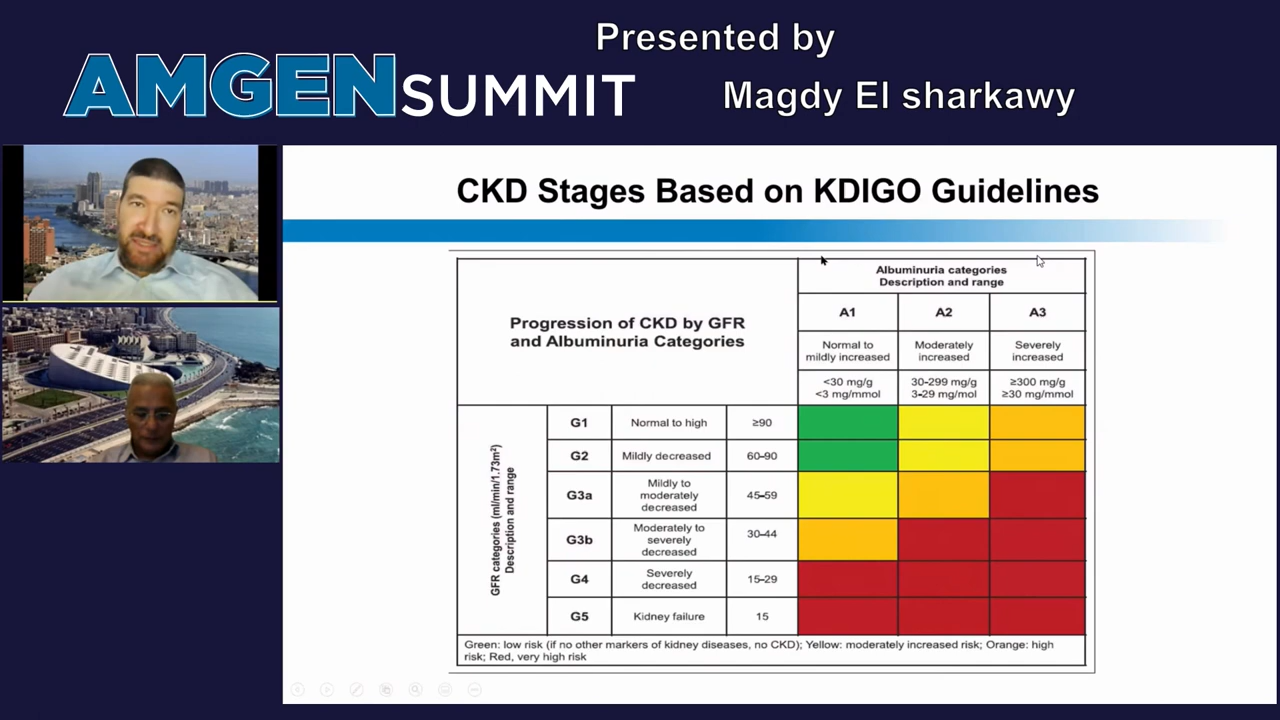 Presented by
AMGEN SUMMIT
Magdy El sharkawy
CKD Stages Based on KDIGO Guidelines
Progression of CKD by GFR
and Albuminuria Categories
Albuminuria categories
Description and range
A1
A2
A3
Normal to
mildly increased
Moderately
increased
Severely
increased
<30 mg/g
<3 mg/mmol
30-299 mg/g
3-29 mg/mol
≥300 mg/g
≥30 mg/mmol
GFR categories (ml/min/1.73m²)
Description and range
G1
Normal to high
≥90
G2
Mildly decreased
60-90
G3a
Mildly to
moderately
decreased
45-59
G3b
Moderately to
severely
decreased
30-44
G4
Severely
decreased
15-29
G5
Kidney failure
15
Green: low risk (if no other markers of kidney diseases, no CKD); Yellow: moderately increased risk; Orange: high
risk; Red, very high risk